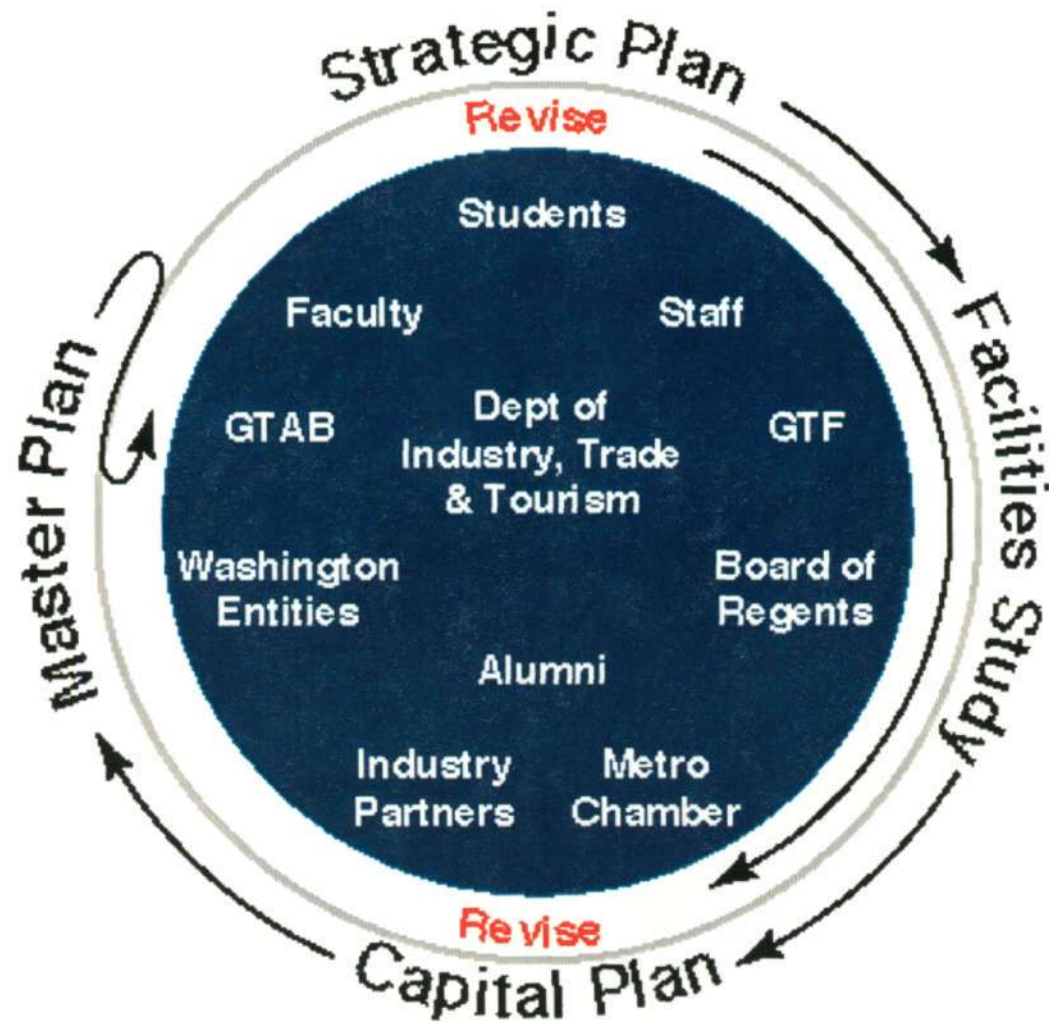 Strategic Plan
Revise
Students
Faculty
Staff
GTAB
Dept of
Industry, Trade
& Tourism
GTF
Washington
Entities
Board of
Regents
Alumni
Industry
Partners
Metro
Chamber
Revise
Capital Plan
Master Plan
Facilities Study